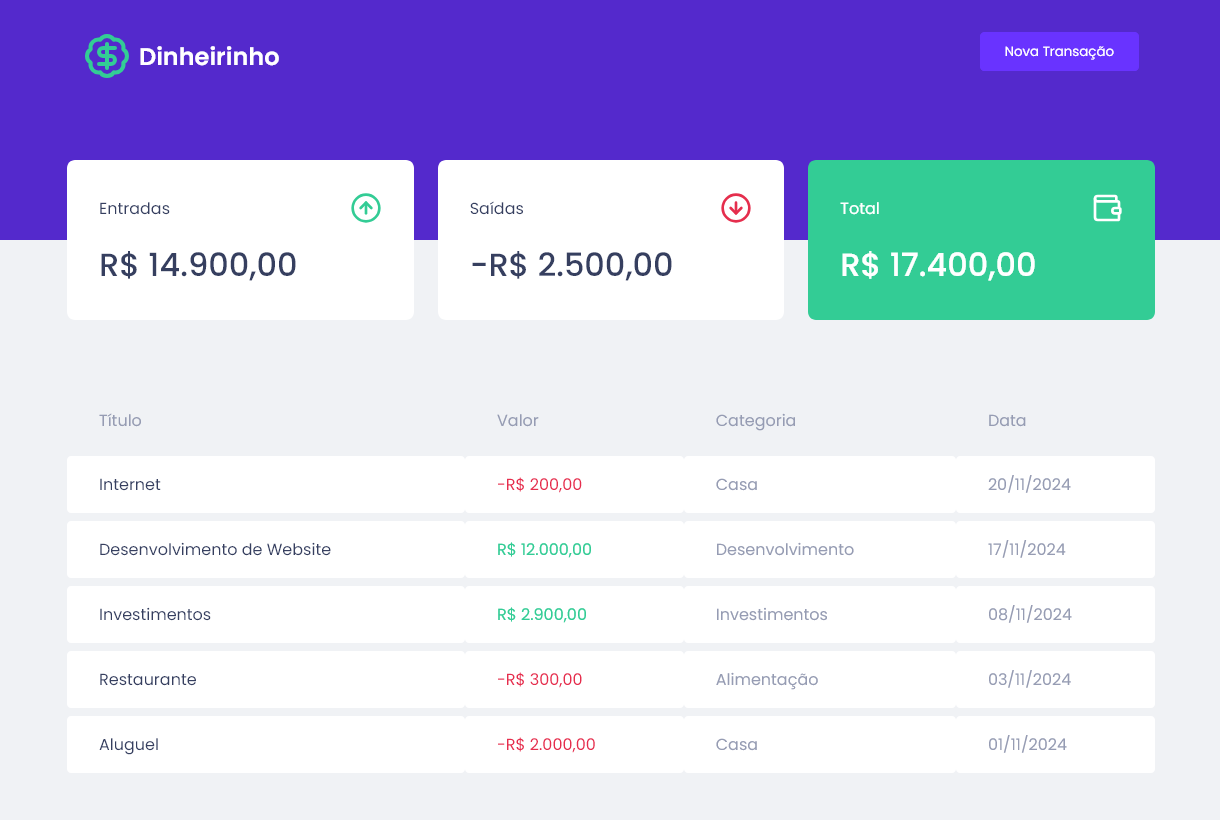 Dinheirinho
Nova Transação
Entradas
R$ 14.900,00
Saídas
-R$ 2.500,00
Total
R$ 17.400,00
Título Valor Categoria Data
Internet -R$ 200,00 Casa 20/11/2024
Desenvolvimento de Website R$ 12.000,00 Desenvolvimento 17/11/2024
Investimentos R$ 2.900,00 Investimentos 08/11/2024
Restaurante -R$ 300,00 Alimentação 03/11/2024
Aluguel -R$ 2.000,00 Casa 01/11/2024